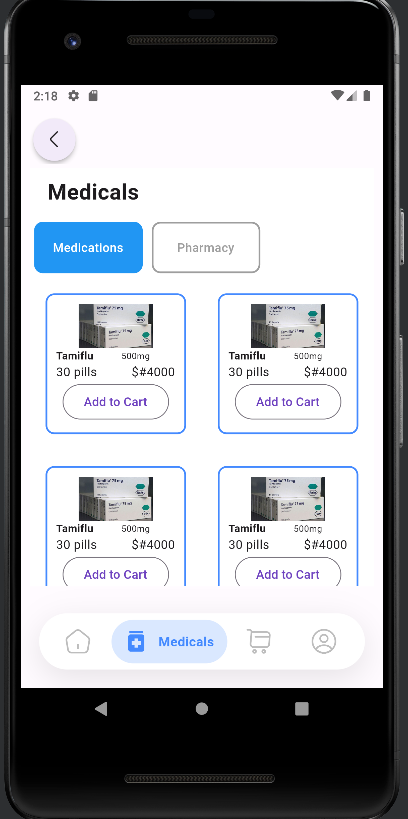 2:18
Medicals
Medications Pharmacy
Tamiflu 500mg Tamiflu 500mg
30 pills $#4000 30 pills $#4000
Add to Cart Add to Cart
Tamiflu 500mg Tamiflu 500mg
30 pills $#4000 30 pills $#4000
Add to Cart Add to Cart
Medicals